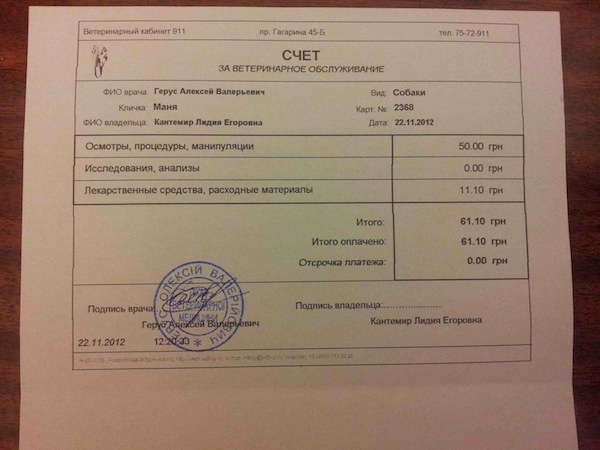 Ветеринарный кабинет 911 пр. Гагарина 45-Б тел. 75-72-911
СЧЕТ
ЗА ВЕТЕРИНАРНОЕ ОБСЛУЖИВАНИЕ
ФИО врача: Герус Алексей Валерьевич Вид: Собаки
Кличка: Маня Карт. №: 2368
ФИО владельца: Кантемир Лидия Егоровна Дата: 22.11.2012
Осмотры, процедуры, манипуляции 50.00 грн
Исследования, анализы 0.00 грн
Лекарственные средства, расходные материалы 11.10 грн
Итого: 61.10 грн
Итого оплачено: 61.10 грн
Отсрочка платежа: 0.00 грн
ОЛЕКСІЙ ВАЛЕРІЙОВИЧ
ВЕТЕРИНАРНОЇ
МЕДИЦИНИ
Подпись врача: Подпись владельца:
Герус Алексей Валерьевич Кантемир Лидия Егоровна
22.11.2012 12:20:33